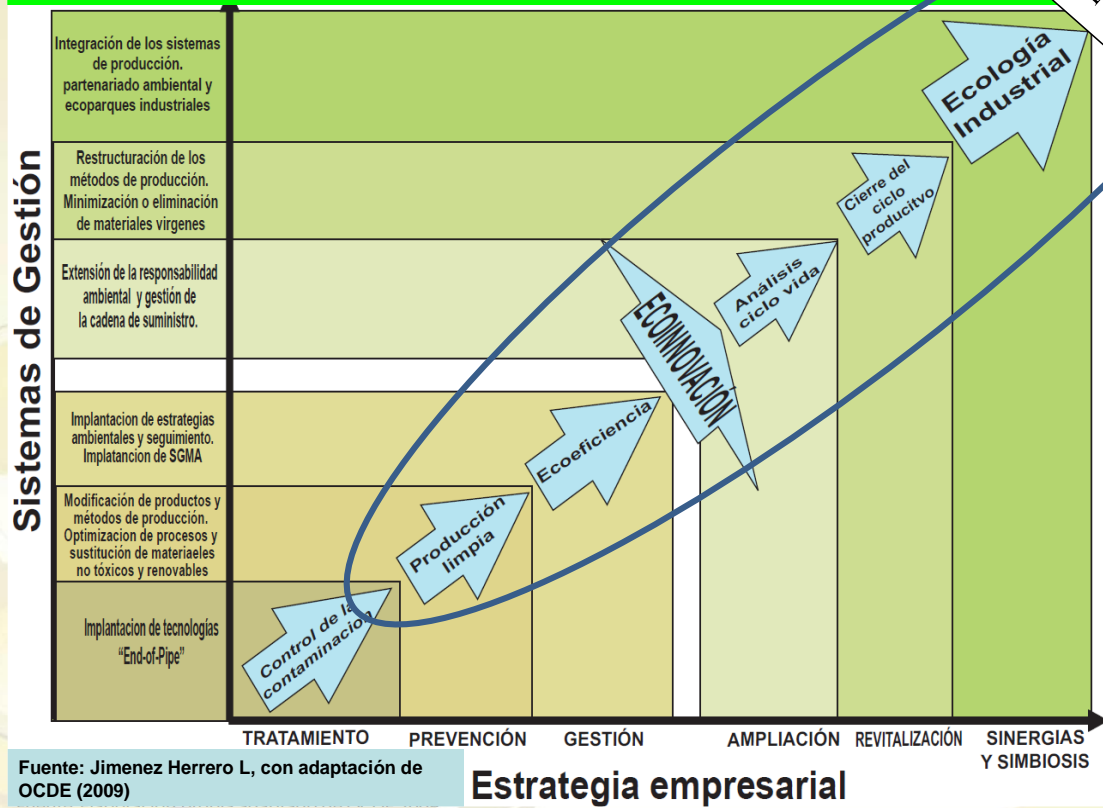 Sistemas de Gestión
Integración de los sistemas
de producción.
partenariado ambiental y
ecoparques industriales
Restructuración de los
métodos de producción.
Minimización o eliminación
de materiales virgenes
Extensión de la responsabilidad
ambiental y gestión de
la cadena de suministro.
Implantacion de estrategias
ambientales y seguimiento.
Implatancion de SGMA
Modificación de productos y
métodos de producción.
Optimizacion de procesos y
sustitución de materiaeles
no tóxicos y renovables
Implantacion de tecnologías
“End-of-Pipe”
Ecología
Industrial
Cierre del
ciclo
producitvo
Análisis
ciclo vida
ECOINNOVACIÓN
Ecoeficiencia
Producción
limpia
Control de la
contaminación
TRATAMIENTO
PREVENCIÓN
GESTIÓN
AMPLIACIÓN
REVITALIZACIÓN
SINERGIAS
Y SIMBIOSIS
Fuente: Jimenez Herrero L, con adaptación de
OCDE (2009)
Estrategia empresarial